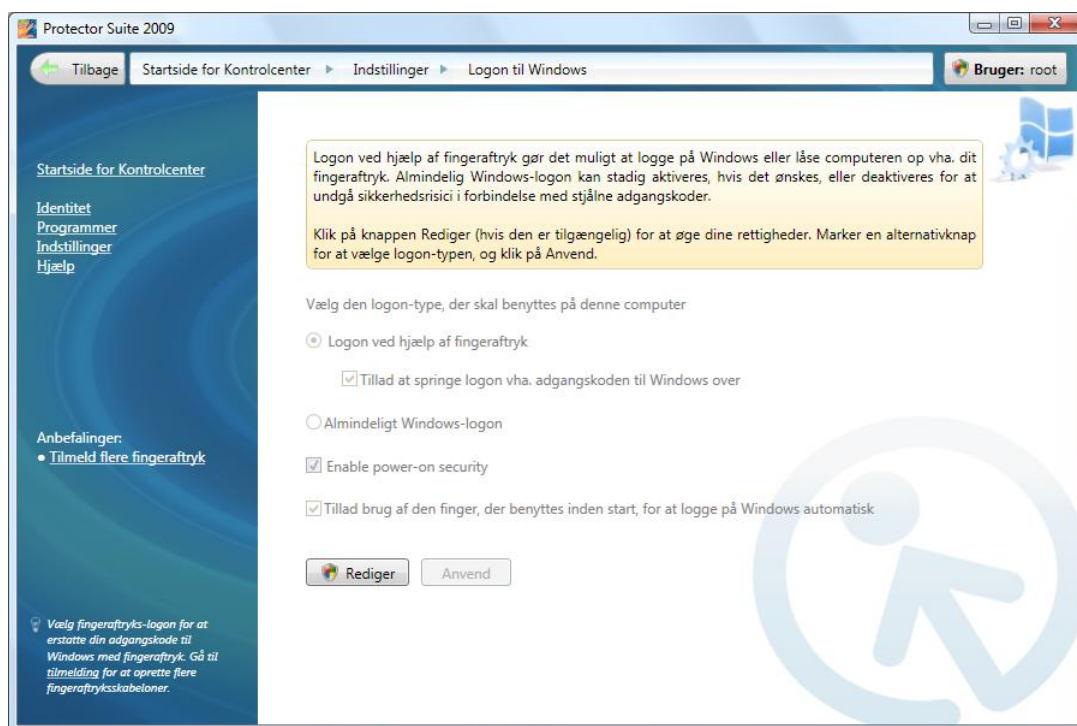 Protector Suite 2009
Tilbage
Startside for Kontrolcenter
Indstillinger
Logon til Windows
Bruger: root
Startside for Kontrolcenter
Identitet
Programmer
Indstillinger
Hjælp
Anbefalinger:
• Tilmeld flere fingeraftryk
Vælg fingeraftryks-logon for at
erstatte din adgangskode til
Windows med fingeraftryk. Gå til
tilmelding for at oprette flere
fingeraftryksskabeloner.
Logon ved hjælp af fingeraftryk gør det muligt at logge på Windows eller låse computeren op vha. dit
fingeraftryk. Almindelig Windows-logon kan stadig aktiveres, hvis det ønskes, eller deaktiveres for at
undgå sikkerhedsrisici i forbindelse med stjålne adgangskoder.
Klik på knappen Rediger (hvis den er tilgængelig) for at øge dine rettigheder. Marker en alternativknap
for at vælge logon-typen, og klik på Anvend.
Vælg den logon-type, der skal benyttes på denne computer
Logon ved hjælp af fingeraftryk
Tillad at springe logon vha. adgangskoden til Windows over
Almindeligt Windows-logon
Enable power-on security
Tillad brug af den finger, der benyttes inden start, for at logge på Windows automatisk
Rediger
Anvend